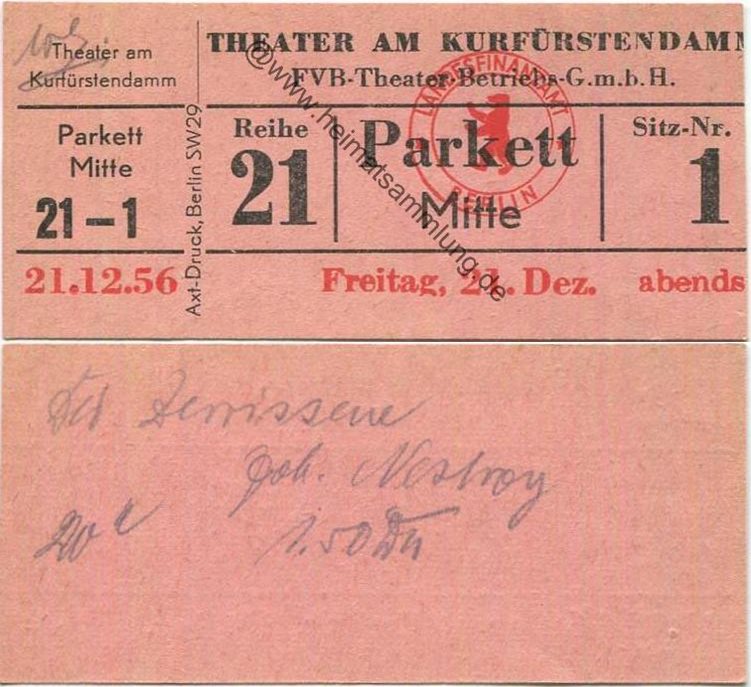 Theater am
Kurfürstendamm
Parkett
Mitte
21-1
21.12.56
Axt-Druck, Berlin SW29
THEATER AM KURFÜRSTENDAMM
FVB-Theater-Betriebs-G.m.b.H.
Reihe
21
Parkett
Mitte
Sitz-Nr.
1
LANDESFINANZAMT
BERLIN
Freitag, 21. Dez. abends
@www.heimatsammlung.de
Der Zerrissene
Joh. Nestroy
20 1.50 DM